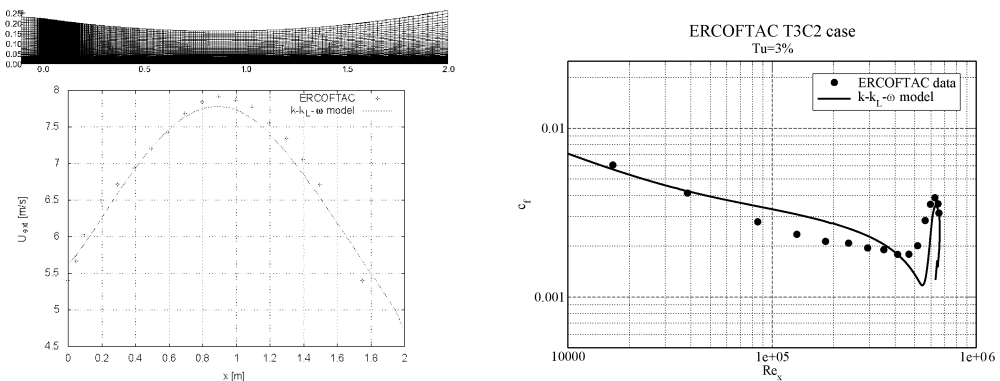 0.25
0.20
0.15
0.10
0.05
0.00
0.0 0.5 1.0 1.5 2.0
8
7.5
7
6.5
6
5.5
5
4.5
0 0.2 0.4 0.6 0.8 1 1.2 1.4 1.6 1.8 2
x [m]
U_ext [m/s]
ERCOFTAC
k-k_L-ω model
ERCOFTAC T3C2 case
Tu=3%
ERCOFTAC data
k-k_L-ω model
0.01
0.001
c_f
10000 1e+05 1e+06
Re_x